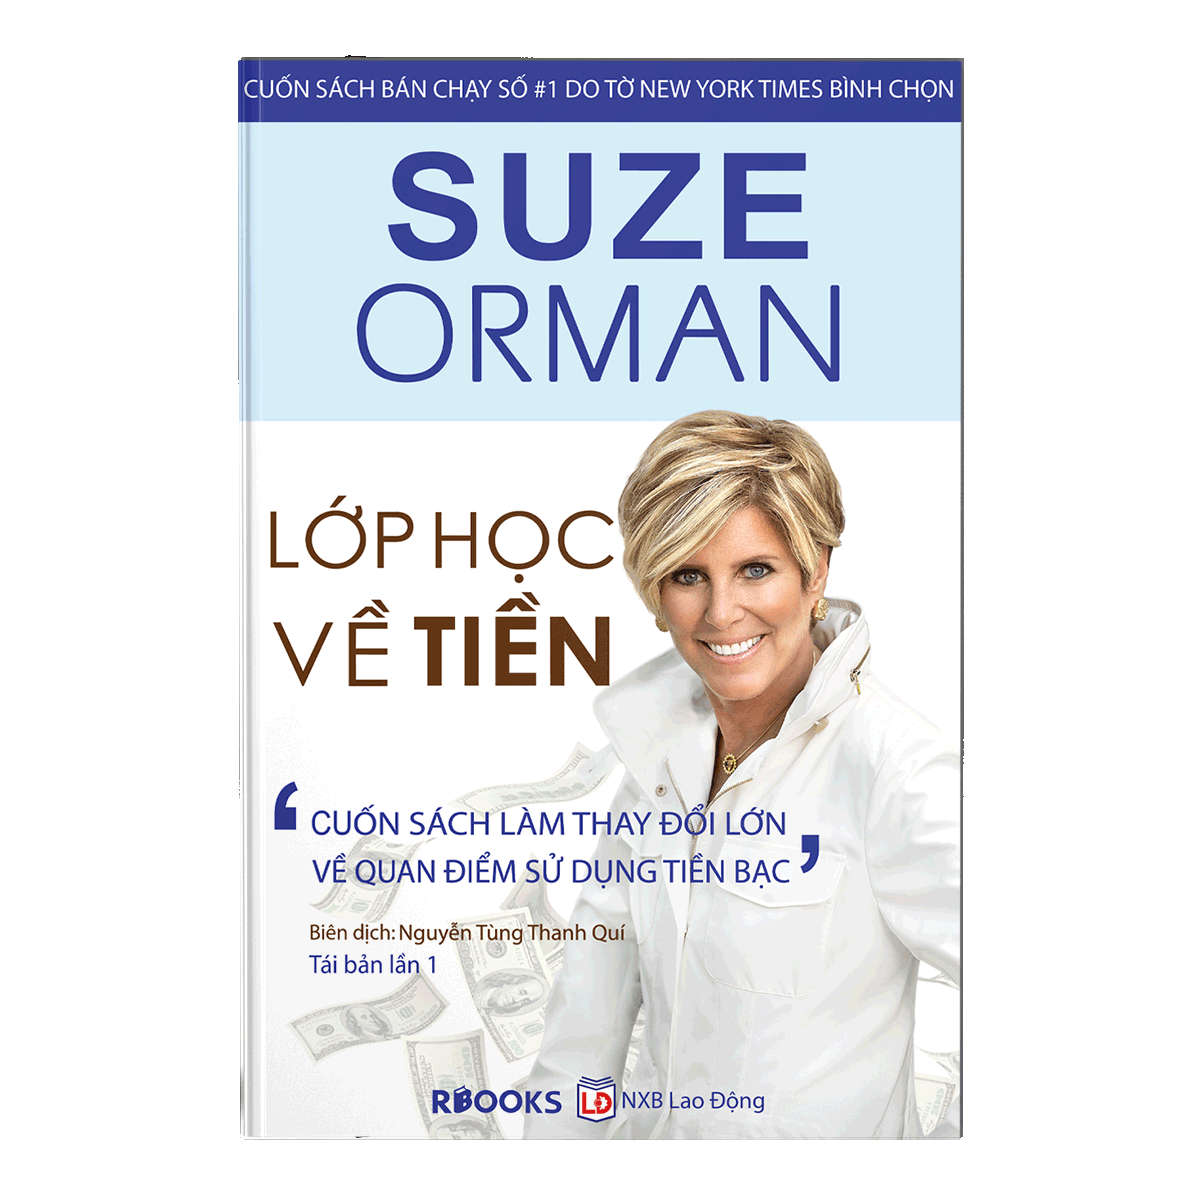 CUỐN SÁCH BÁN CHẠY SỐ #1 DO TỜ NEW YORK TIMES BÌNH CHỌN
SUZE
ORMAN
LỚP HỌC
VỀ TIỀN
‘ CUỐN SÁCH LÀM THAY ĐỔI LỚN
VỀ QUAN ĐIỂM SỬ DỤNG TIỀN BẠC ’
Biên dịch: Nguyễn Tùng Thanh Quí
Tái bản lần 1
RBOOKS LĐ NXB Lao Động